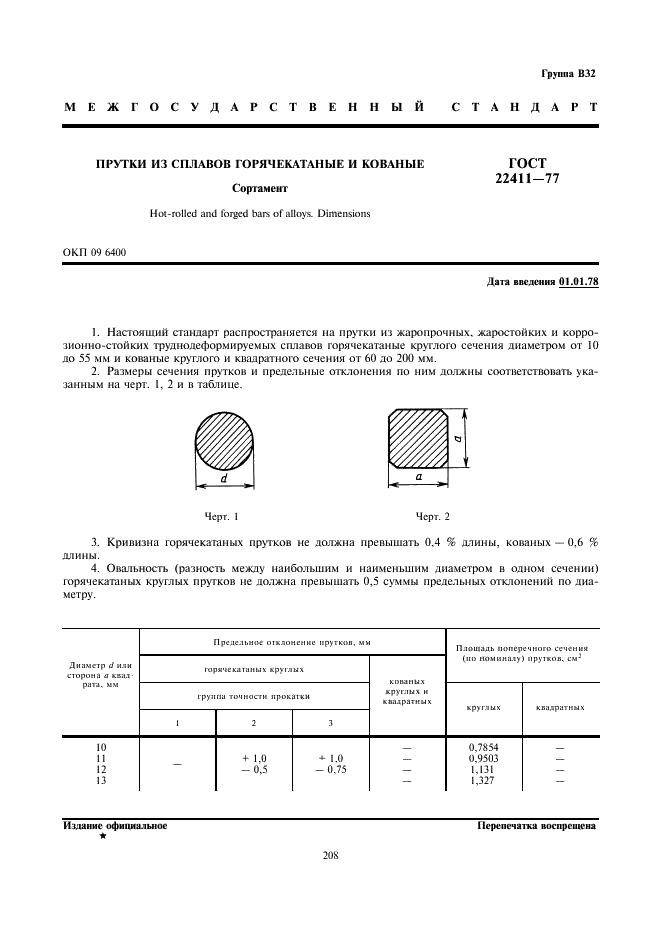 Группа В32
МЕЖГОСУДАРСТВЕННЫЙ СТАНДАРТ
ПРУТКИ ИЗ СПЛАВОВ ГОРЯЧЕКАТАНЫЕ И КОВАНЫЕ
Сортамент
Hot-rolled and forged bars of alloys. Dimensions
ГОСТ
22411—77
ОКП 09 6400
Дата введения 01.01.78
1. Настоящий стандарт распространяется на прутки из жаропрочных, жаростойких и корро-
зионно-стойких труднодеформируемых сплавов горячекатаные круглого сечения диаметром от 10
до 55 мм и кованые круглого и квадратного сечения от 60 до 200 мм.
2. Размеры сечения прутков и предельные отклонения по ним должны соответствовать ука-
занным на черт. 1, 2 и в таблице.
d
a
a
Черт. 1
Черт. 2
3. Кривизна горячекатаных прутков не должна превышать 0,4 % длины, кованых — 0,6 %
длины.
4. Овальность (разность между наибольшим и наименьшим диаметром в одном сечении)
горячекатаных круглых прутков не должна превышать 0,5 суммы предельных отклонений по диа-
метру.
Диаметр d или
сторона а квад-
рата, мм
Предельное отклонение прутков, мм
горячекатаных круглых
группа точности прокатки
1 2 3
кованых
круглых и
квадратных
Площадь поперечного сечения
(по номиналу) прутков, см²
круглых квадратных
10 — 0,7854 —
11 — + 1,0 + 1,0 — 0,9503 —
12 — 0,5 — 0,75 — 1,131 —
13 — 1,327 —
Издание официальное
★
Перепечатка воспрещена
208